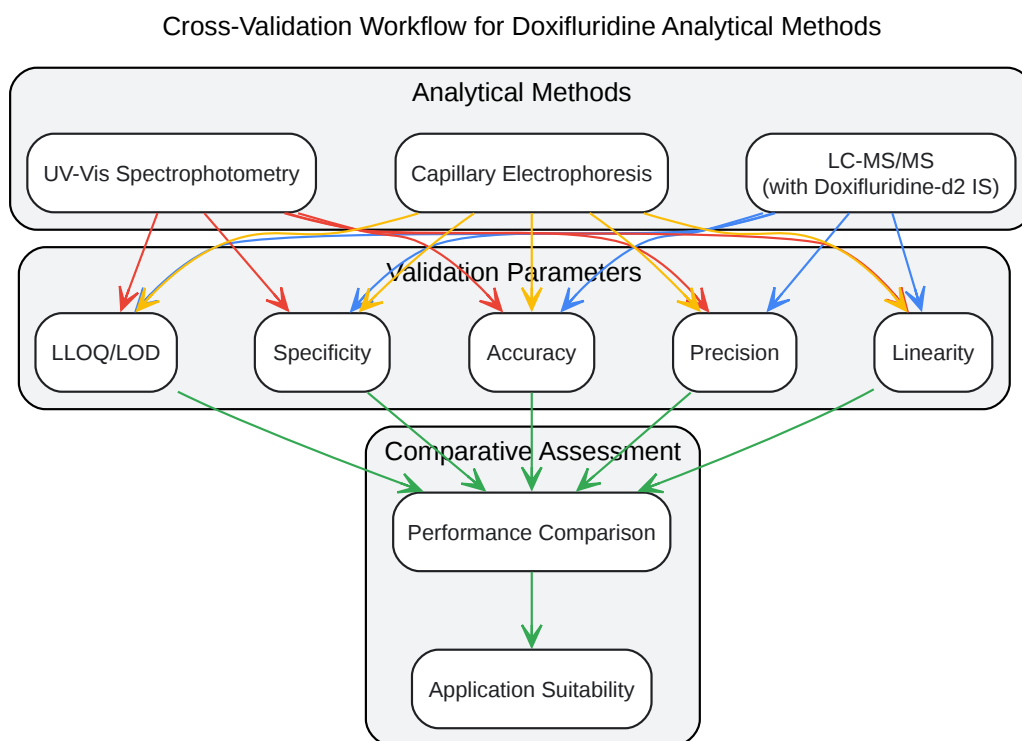 Cross-Validation Workflow for Doxifluridine Analytical Methods
Analytical Methods
UV-Vis Spectrophotometry
Capillary Electrophoresis
LC-MS/MS
(with Doxifluridine-d2 IS)
Validation Parameters
LLOQ/LOD
Specificity
Accuracy
Precision
Linearity
Comparative Assessment
Performance Comparison
Application Suitability